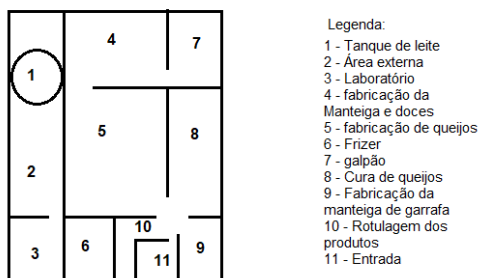 4
7
1
5
8
2
10
3
6
11
9
Legenda:
1 - Tanque de leite
2 - Área externa
3 - Laboratório
4 - fabricação da
Manteiga e doces
5 - fabricação de queijos
6 - Frizer
7 - galpão
8 - Cura de queijos
9 - Fabricação da
manteiga de garrafa
10 - Rotulagem dos
produtos
11 - Entrada